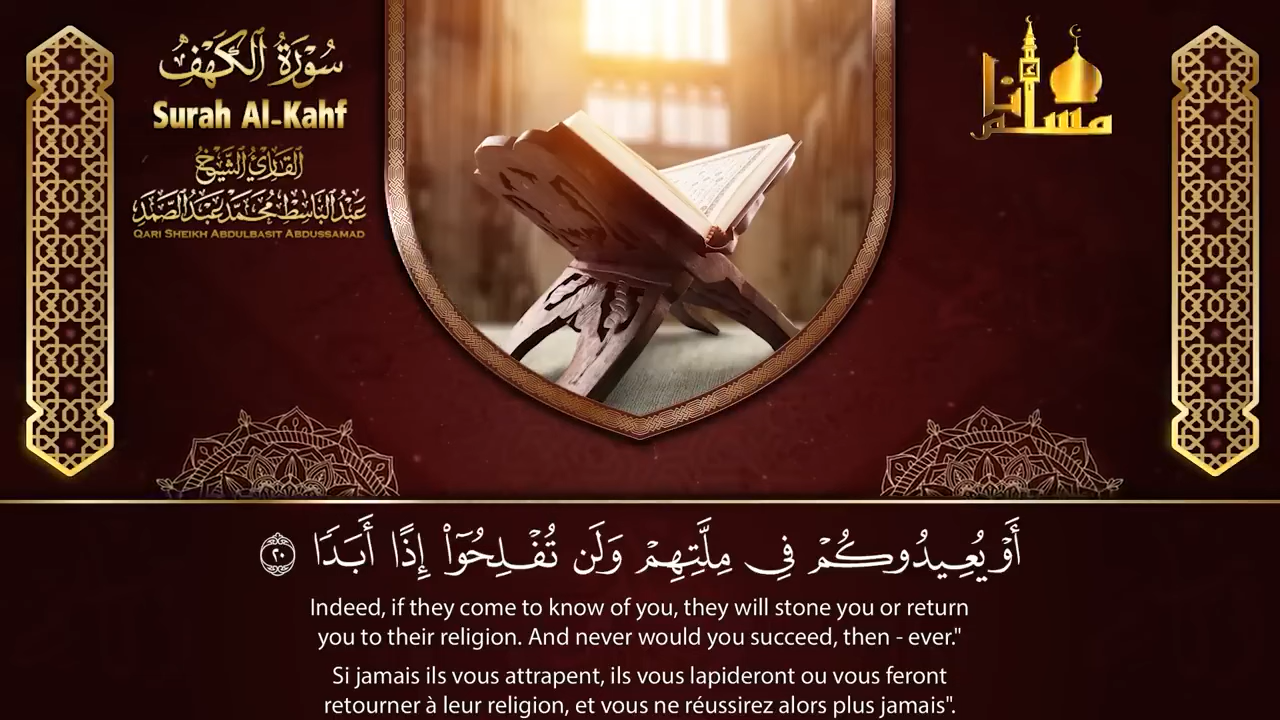 سُوْرَةُ الْكَهْفِ
Surah Al-Kahf
القارئ الشيخ
عبد الباسط محمد عبد الصمد
QARI SHEIKH ABDULBASIT ABDUSSAMAD
أنا مسلم
أَوْ يُعِيدُوكُمْ فِى مِلَّتِهِمْ وَلَن تُفْلِحُوٓا۟ إِذًا أَبَدًا ٢٠
Indeed, if they come to know of you, they will stone you or return
you to their religion. And never would you succeed, then - ever."
Si jamais ils vous attrapent, ils vous lapideront ou vous feront
retourner à leur religion, et vous ne réussirez alors plus jamais".